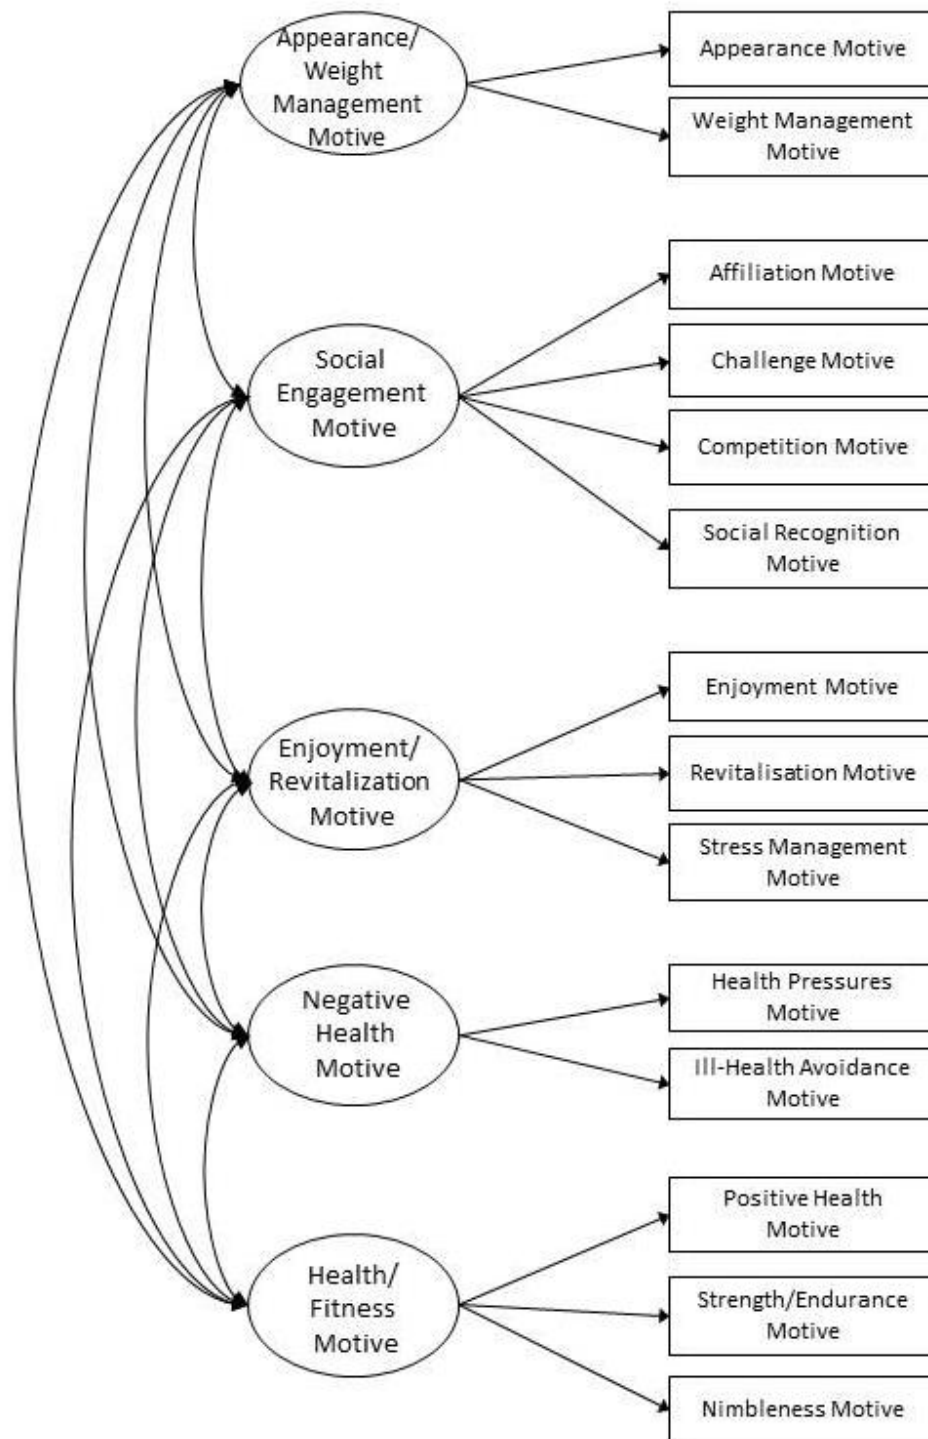 Appearance/
Weight
Management
Motive
Appearance Motive
Weight Management
Motive
Social
Engagement
Motive
Affiliation Motive
Challenge Motive
Competition Motive
Social Recognition
Motive
Enjoyment/
Revitalization
Motive
Enjoyment Motive
Revitalisation Motive
Stress Management
Motive
Negative
Health
Motive
Health Pressures
Motive
Ill-Health Avoidance
Motive
Health/
Fitness
Motive
Positive Health
Motive
Strength/Endurance
Motive
Nimbleness Motive